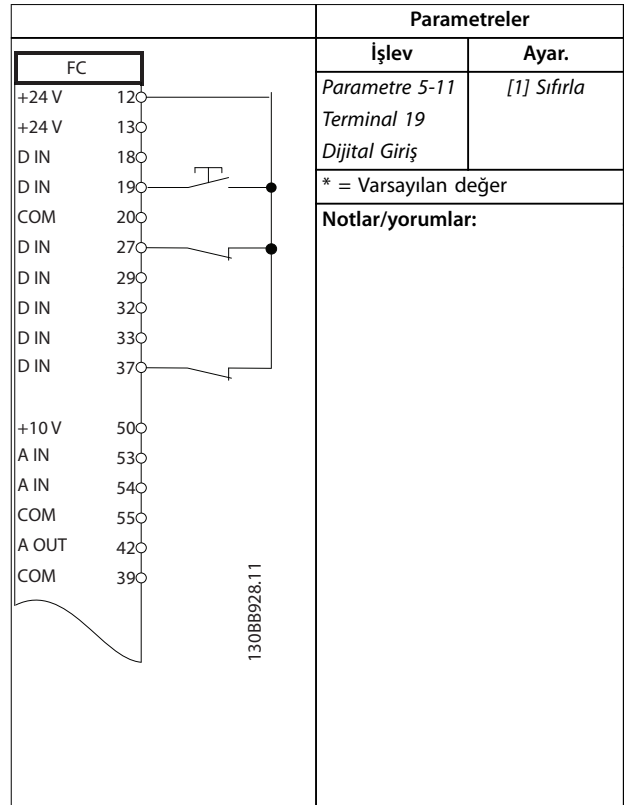 FC
+24 V 12
+24 V 13
D IN 18
D IN 19
COM 20
D IN 27
D IN 29
D IN 32
D IN 33
D IN 37
+10 V 50
A IN 53
A IN 54
COM 55
A OUT 42
COM 39
130BB928.11
Parametreler
İşlev Ayar.
Parametre 5-11 [1] Sıfırla
Terminal 19
Dijital Giriş
* = Varsayılan değer
Notlar/yorumlar: